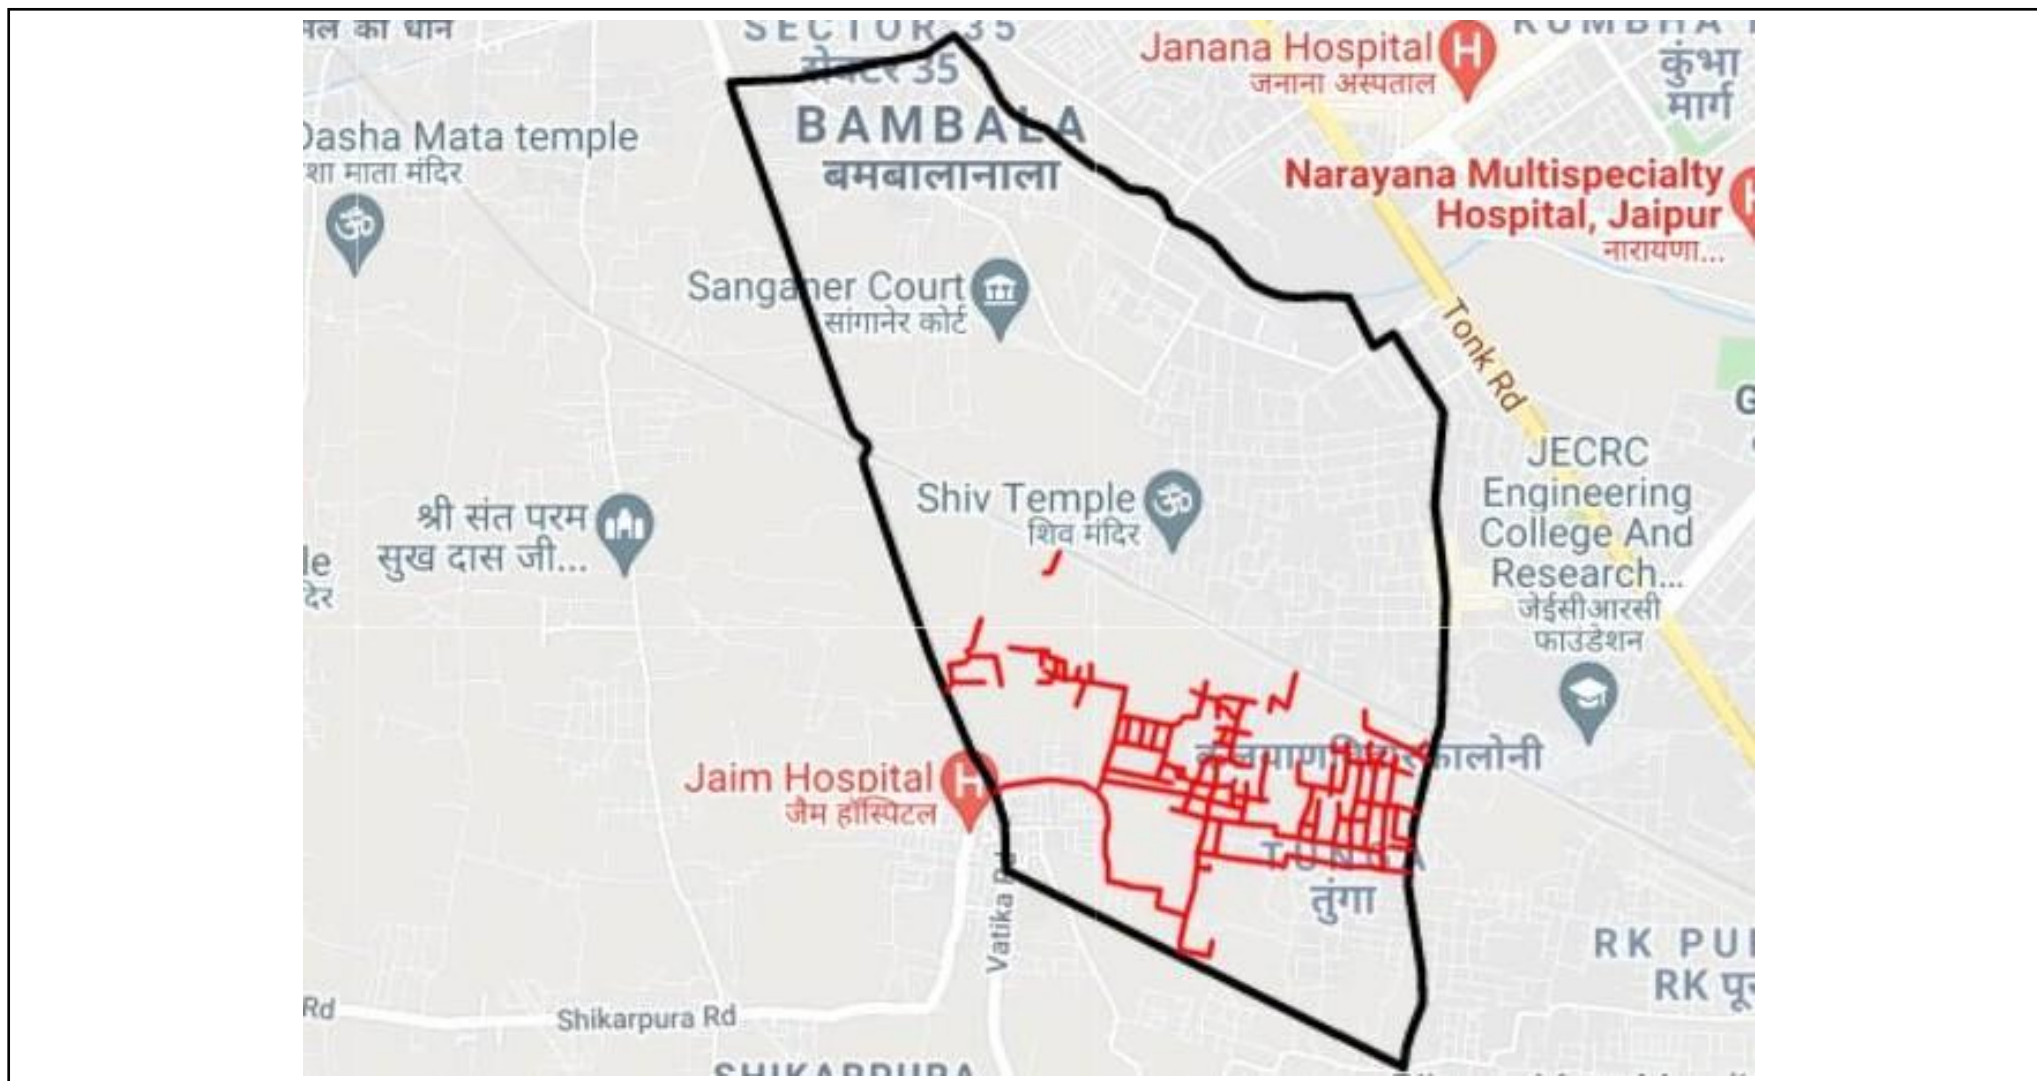 SECTOR 35
सेक्टर 35
BAMBALA
बमबालानाला
Janana Hospital
जनाना अस्पताल
कुंभा
मार्ग
Dasha Mata temple
शा माता मंदिर
Narayana Multispecialty
Hospital, Jaipur
नारायणा...
Sanganer Court
सांगानेर कोर्ट
Tonk Rd
JECRC
Engineering
College And
Research...
जेईसीआरसी
फाउंडेशन
Shiv Temple
शिव मंदिर
श्री संत परम
सुख दास जी...
le
देर
Jaim Hospital
जैम हॉस्पिटल
कालोनी
TUNGA
तुंगा
Vatika Rd
RK PU
RK पू
Rd
Shikarpura Rd
SHIKARPURA